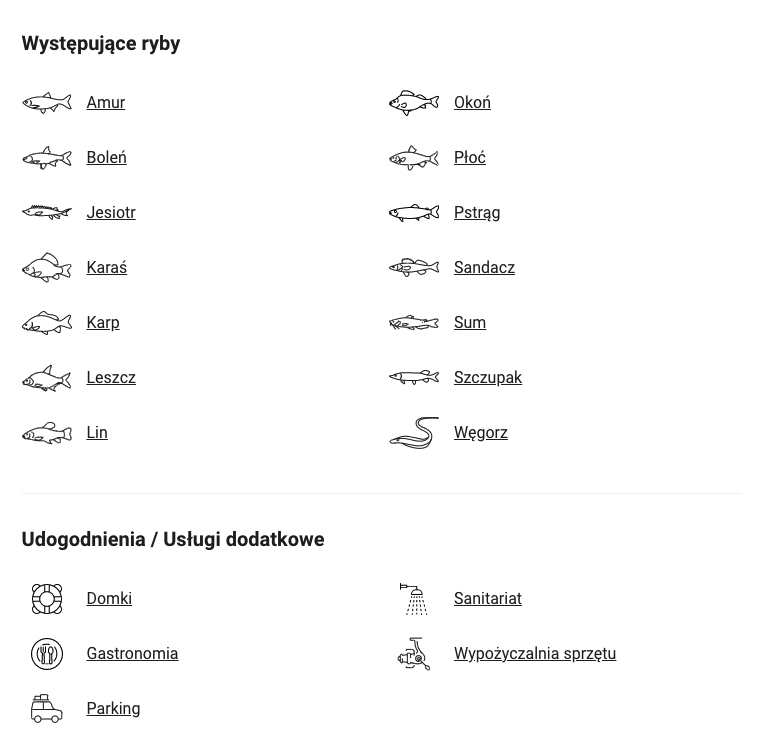 Występujące ryby
Amur
Okoń
Boleń
Płoć
Jesiotr
Pstrąg
Karaś
Sandacz
Karp
Sum
Leszcz
Szczupak
Lin
Węgorz
Udogodnienia / Usługi dodatkowe
Domki
Sanitariat
Gastronomia
Wypożyczalnia sprzętu
Parking